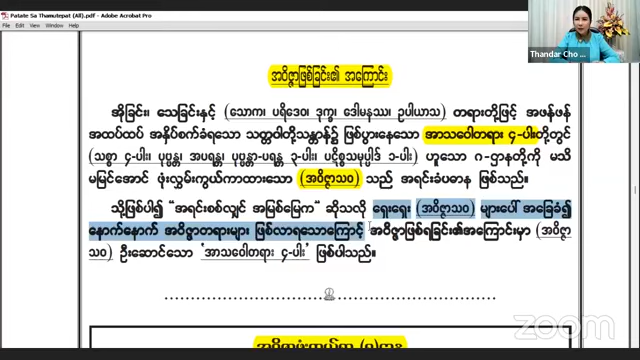 Patate Sa Thamutepat (All).pdf - Adobe Acrobat Pro
File Edit View Window Help
Thandar Cho ...
အဝိဇ္ဇာဖြစ်ခြင်း၏ အကြောင်း
အိုခြင်း၊ သေခြင်းနှင့် (သောက၊ ပရိဒေဝ၊ ဒုက္ခ၊ ဒေါမနဿ၊ ဥပါယာသ) တရားတို့ဖြင့် အဖန်ဖန်
အထပ်ထပ် အနှိပ်စက်ခံရသော သတ္တဝါတို့သန္တာန်၌ ဖြစ်ပွားနေသော အာသဝေါတရား ၄-ပါးတို့တွင်
(သစ္စာ ၄-ပါး၊ ပုဗ္ဗန္တ၊ အပရန္တ၊ ပုဗ္ဗန္တာ-ပရန္တ ၃-ပါး၊ ပဋိစ္စသမုပ္ပါဒ် ၁-ပါး) ဟူသော ဂ-ဌာနတို့ကို မသိ
မမြင်အောင် ဖုံးလွှမ်းကွယ်ကာထားသော (အဝိဇ္ဇာသဝ) သည် အရင်းခံပဓာန ဖြစ်သည်။
သို့ဖြစ်ပါ၍ "အရင်းစစ်လျှင် အမြစ်မြေက" ဆိုသလို ရှေးရှေး (အဝိဇ္ဇာသဝ) များပေါ် အခြေခံ၍
နောက်နောက် အဝိဇ္ဇာတရားများ ဖြစ်လာရသောကြောင့် အဝိဇ္ဇာဖြစ်ရခြင်း၏အကြောင်းမှာ (အဝိဇ္ဇာ
သဝ) ဦးဆောင်သော 'အာသဝေါတရား ၄-ပါး' ဖြစ်ပါသည်။
zoom